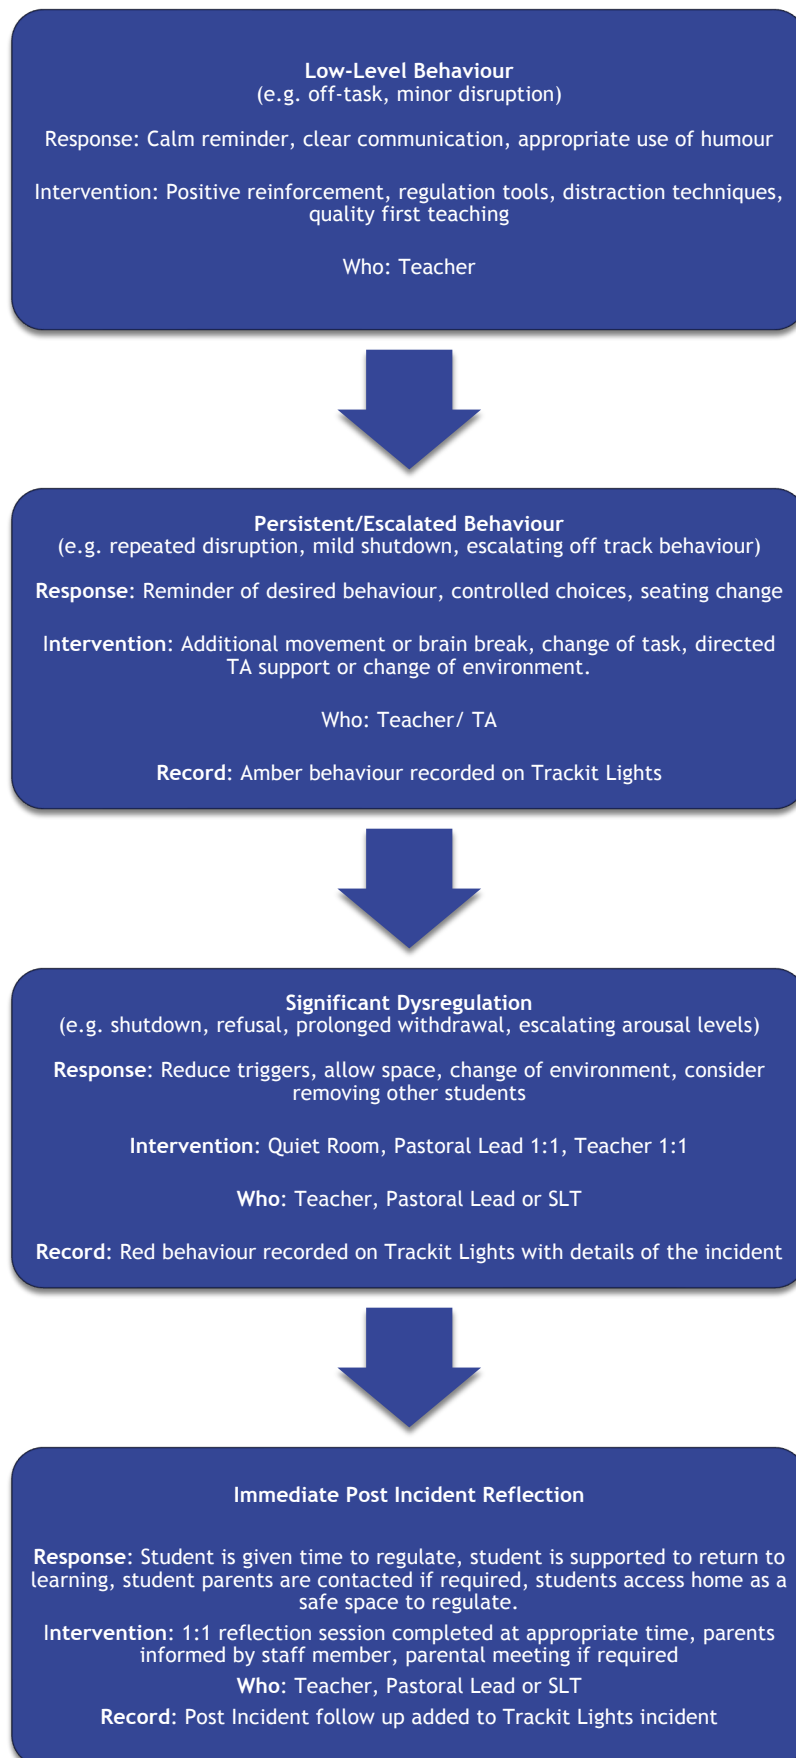 Low-Level Behaviour
(e.g. off-task, minor disruption)
Response: Calm reminder, clear communication, appropriate use of humour
Intervention: Positive reinforcement, regulation tools, distraction techniques,
quality first teaching
Who: Teacher
Persistent/Escalated Behaviour
(e.g. repeated disruption, mild shutdown, escalating off track behaviour)
Response: Reminder of desired behaviour, controlled choices, seating change
Intervention: Additional movement or brain break, change of task, directed
TA support or change of environment.
Who: Teacher/ TA
Record: Amber behaviour recorded on Trackit Lights
Significant Dysregulation
(e.g. shutdown, refusal, prolonged withdrawal, escalating arousal levels)
Response: Reduce triggers, allow space, change of environment, consider
removing other students
Intervention: Quiet Room, Pastoral Lead 1:1, Teacher 1:1
Who: Teacher, Pastoral Lead or SLT
Record: Red behaviour recorded on Trackit Lights with details of the incident
Immediate Post Incident Reflection
Response: Student is given time to regulate, student is supported to return to
learning, student parents are contacted if required, students access home as a
safe space to regulate.
Intervention: 1:1 reflection session completed at appropriate time, parents
informed by staff member, parental meeting if required
Who: Teacher, Pastoral Lead or SLT
Record: Post Incident follow up added to Trackit Lights incident